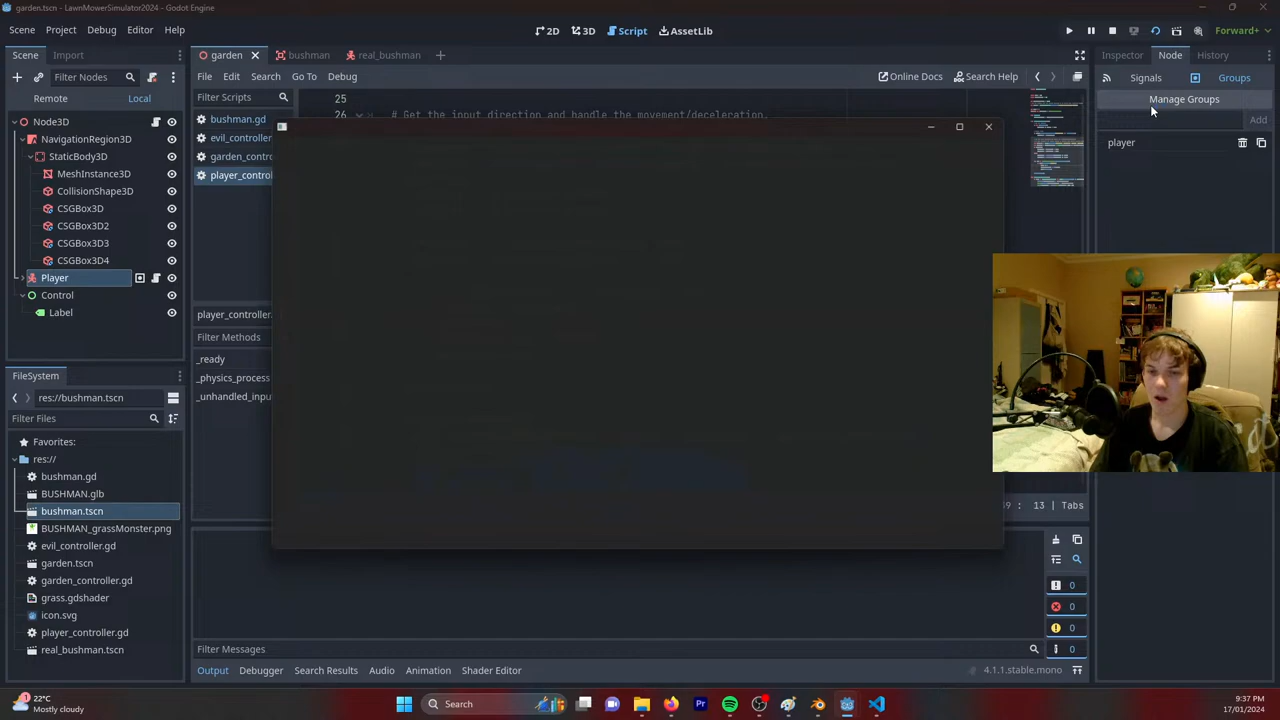 garden.tscn - LawnMowerSimulator2024 - Godot Engine
Scene Project Debug Editor Help
2D 3D Script AssetLib
Forward+
Scene Import
garden bushman real_bushman
Inspector Node History
Filter Nodes
File Edit Search Go To Debug
Online Docs Search Help
Signals Groups
Remote Local
Filter Scripts
25
Manage Groups
# Get the input direction and handle the movement/deceleration.
Add
Node3D
bushman.gd
NavigationRegion3D
evil_controlle
player
StaticBody3D
garden_contro
MeshInstance3D
player_control
CollisionShape3D
CSGBox3D
CSGBox3D2
CSGBox3D3
CSGBox3D4
Player
Control
player_controller.
Label
Filter Methods
_ready
FileSystem
_physics_process
res://bushman.tscn
_unhandled_inpu
Filter Files
Favorites:
res://
bushman.gd
BUSHMAN.glb
bushman.tscn
: 13 | Tabs
BUSHMAN_grassMonster.png
evil_controller.gd
garden.tscn
garden_controller.gd
0
grass.gdshader
0
icon.svg
0
player_controller.gd
real_bushman.tscn
Filter Messages
0
Output Debugger Search Results Audio Animation Shader Editor
4.1.1.stable.mono
22°C
Mostly cloudy
Search
9:37 PM
17/01/2024